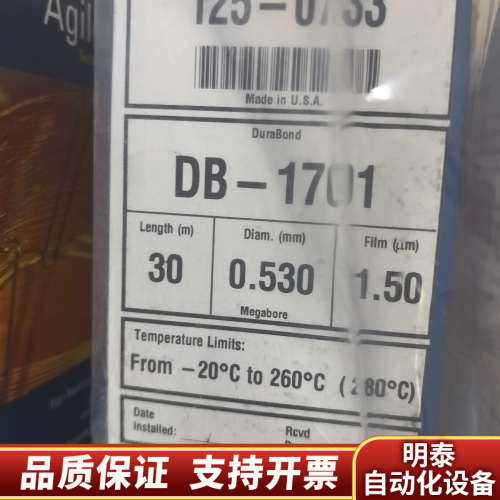 Agil
125-0733
Made in U.S.A.
DuraBond
DB-1701
Length (m)
Diam. (mm)
Film (μm)
30
0.530
1.50
Megabore
Temperature Limits:
From -20°C to 260°C (280°C)
Date
Installed:
Rcvd
品质保证 支持开票
明泰
自动化设备